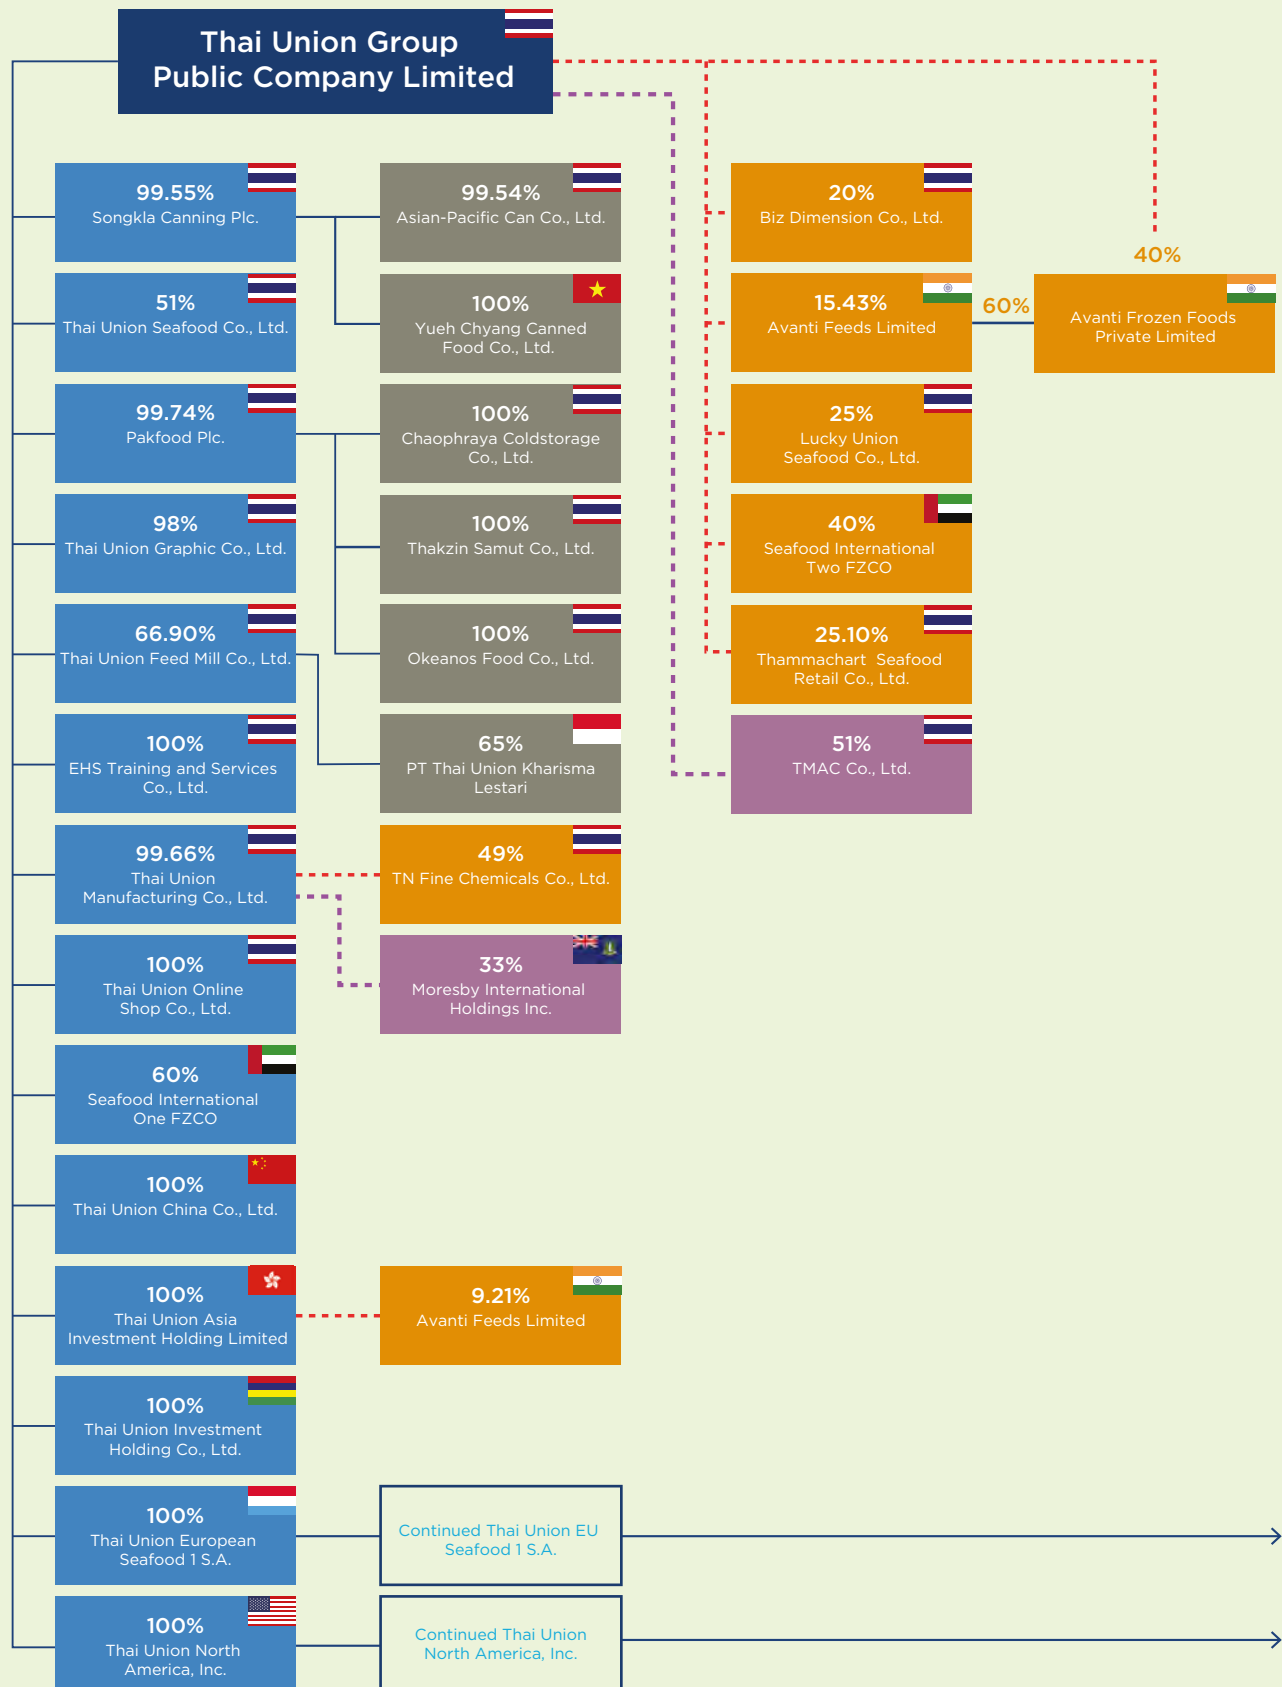 Thai Union Group
Public Company Limited
99.55%
Songkla Canning Plc.
51%
Thai Union Seafood Co., Ltd.
99.74%
Pakfood Plc.
98%
Thai Union Graphic Co., Ltd.
66.90%
Thai Union Feed Mill Co., Ltd.
100%
EHS Training and Services
Co., Ltd.
99.66%
Thai Union
Manufacturing Co., Ltd.
100%
Thai Union Online
Shop Co., Ltd.
60%
Seafood International
One FZCO
100%
Thai Union China Co., Ltd.
100%
Thai Union Asia
Investment Holding Limited
100%
Thai Union Investment
Holding Co., Ltd.
100%
Thai Union European
Seafood 1 S.A.
100%
Thai Union North
America, Inc.
99.54%
Asian-Pacific Can Co., Ltd.
100%
Yueh Chyang Canned
Food Co., Ltd.
100%
Chaophraya Coldstorage
Co., Ltd.
100%
Thakzin Samut Co., Ltd.
100%
Okeanos Food Co., Ltd.
65%
PT Thai Union Kharisma
Lestari
49%
TN Fine Chemicals Co., Ltd.
33%
Moresby International
Holdings Inc.
9.21%
Avanti Feeds Limited
Continued Thai Union EU
Seafood 1 S.A.
Continued Thai Union
North America, Inc.
20%
Biz Dimension Co., Ltd.
15.43%
Avanti Feeds Limited
25%
Lucky Union
Seafood Co., Ltd.
40%
Seafood International
Two FZCO
25.10%
Thammachart Seafood
Retail Co., Ltd.
51%
TMAC Co., Ltd.
60%
40%
Avanti Frozen Foods
Private Limited